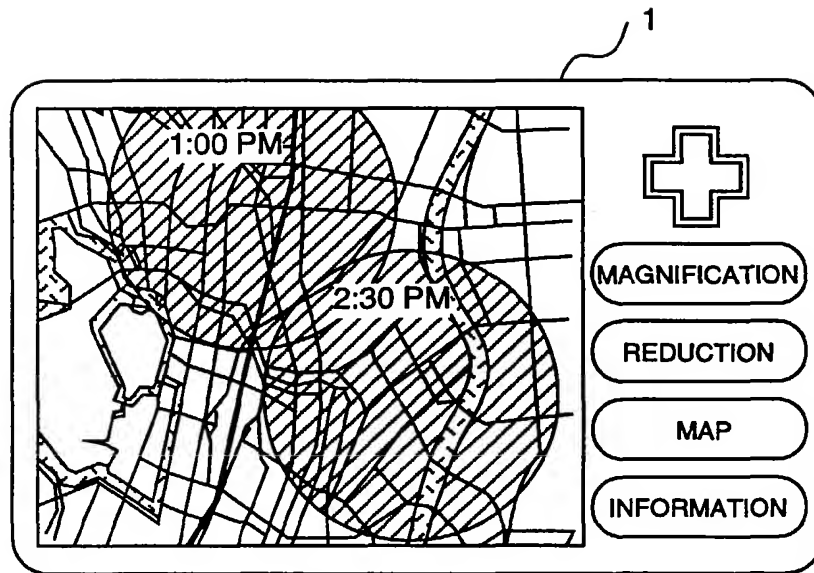 1
1:00 PM
2:30 PM
MAGNIFICATION
REDUCTION
MAP
INFORMATION